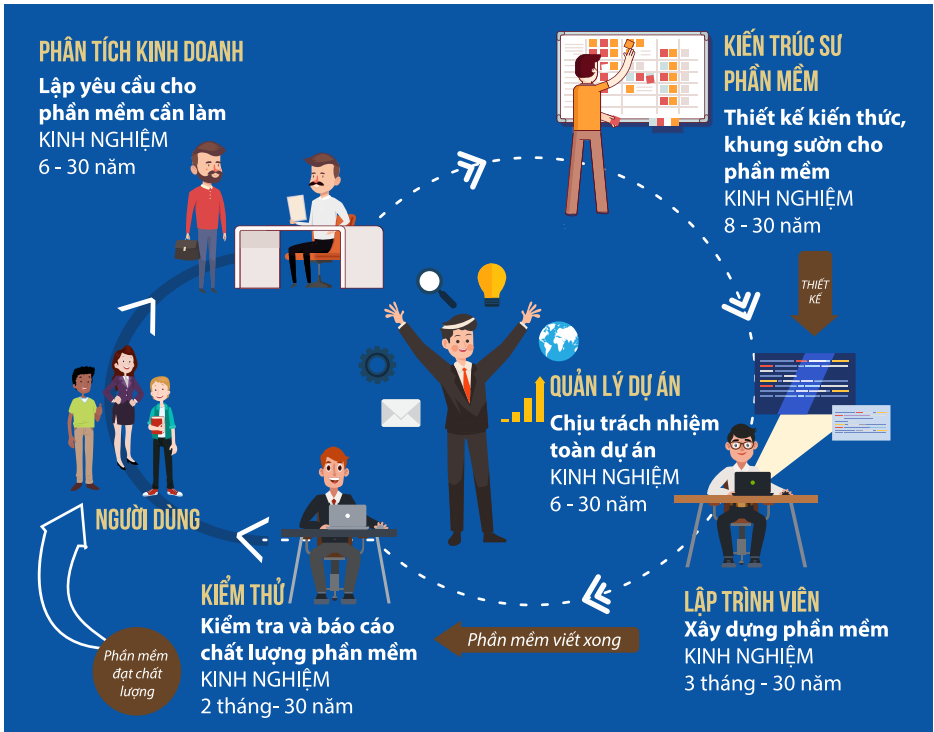 PHÂN TÍCH KINH DOANH
Lập yêu cầu cho
phần mềm cần làm
KINH NGHIỆM
6 - 30 năm
KIẾN TRÚC SƯ
PHẦN MỀM
Thiết kế kiến thức,
khung sườn cho
phần mềm
KINH NGHIỆM
8 - 30 năm
THIẾT
KẾ
QUẢN LÝ DỰ ÁN
Chịu trách nhiệm
toàn dự án
KINH NGHIỆM
6 - 30 năm
NGƯỜI DÙNG
LẬP TRÌNH VIÊN
Xây dựng phần mềm
KINH NGHIỆM
3 tháng - 30 năm
Phần mềm viết xong
KIỂM THỬ
Kiểm tra và báo cáo
chất lượng phần mềm
KINH NGHIỆM
2 tháng- 30 năm
Phần mềm
đạt chất
lượng